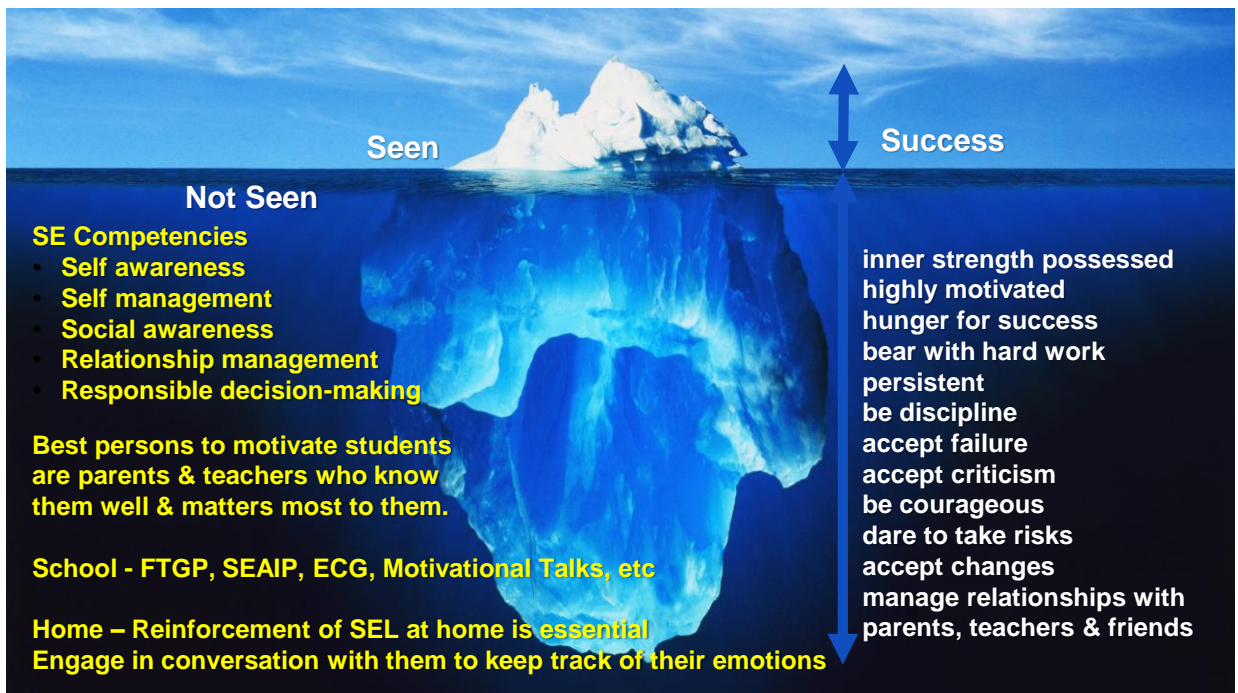 Seen
Success
Not Seen
SE Competencies
• Self awareness
• Self management
• Social awareness
• Relationship management
• Responsible decision-making
Best persons to motivate students
are parents & teachers who know
them well & matters most to them.
School - FTGP, SEAIP, ECG, Motivational Talks, etc
Home – Reinforcement of SEL at home is essential
Engage in conversation with them to keep track of their emotions
inner strength possessed
highly motivated
hunger for success
bear with hard work
persistent
be discipline
accept failure
accept criticism
be courageous
dare to take risks
accept changes
manage relationships with
parents, teachers & friends